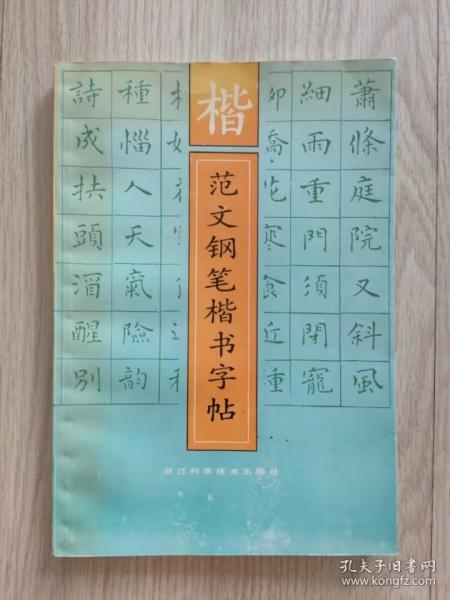 楷
范文钢笔楷书字帖
蕭條庭院又斜風
細雨重門須閉寵
寒食近種
種惱人天氣險韵
詩成扶頭酒醒別
浙江科学技术出版社
孔夫子旧书网
www.kongfz.com